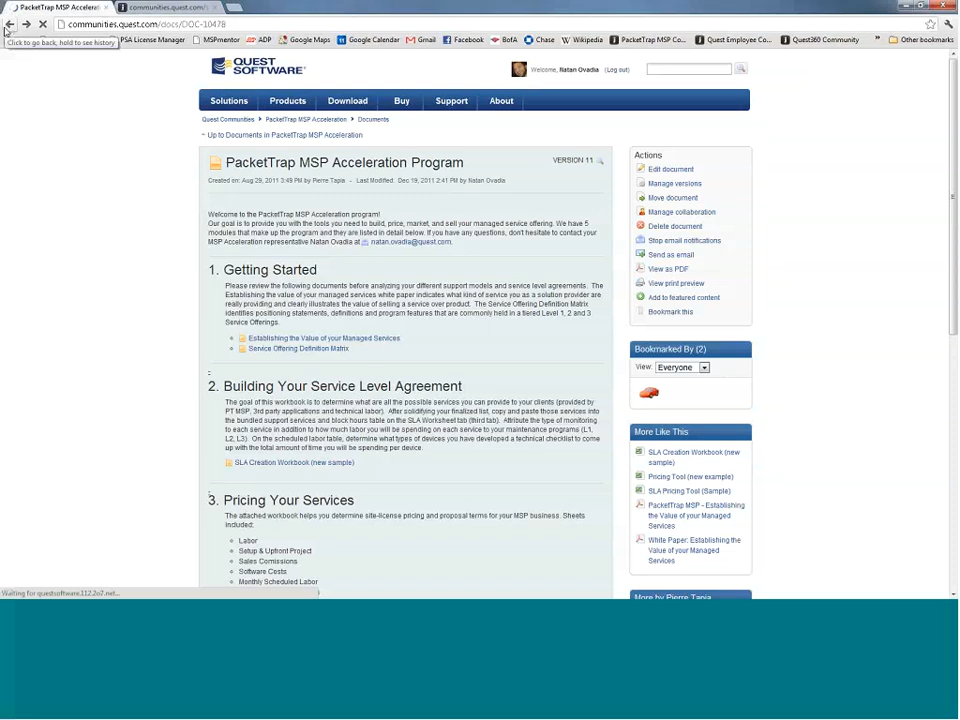 PacketTrap MSP Accelerat
communities.quest.com/
communities.quest.com/docs/DOC-10478
Click to go back, hold to see history
PSA License Manager
MSPmentor
ADP
Google Maps
Google Calendar
Gmail
Facebook
BofA
Chase
Wikipedia
PacketTrap MSP Co...
Quest Employee Co...
Quest360 Community
Other bookmarks
QUEST
SOFTWARE
Welcome, Natan Ovadia (Log out)
Solutions
Products
Download
Buy
Support
About
Quest Communities
PacketTrap MSP Acceleration
Documents
Up to Documents in PacketTrap MSP Acceleration
PacketTrap MSP Acceleration Program
VERSION 11
Created on: Aug 29, 2011 3:49 PM by Pierre Tapia - Last Modified: Dec 19, 2011 2:41 PM by Natan Ovadia
Welcome to the PacketTrap MSP Acceleration program!
Our goal is to provide you with the tools you need to build, price, market, and sell your managed service offering. We have 5
modules that make up the program and they are listed in detail below. If you have any questions, don't hesitate to contact your
MSP Acceleration representative Natan Ovadia at natan.ovadia@quest.com.
1. Getting Started
Please review the following documents before analyzing your different support models and service level agreements. The
Establishing the value of your managed services white paper indicates what kind of service you as a solution provider are
really providing and clearly illustrates the value of selling a service over product. The Service Offering Definition Matrix
identifies positioning statements, definitions and program features that are commonly held in a tiered Level 1, 2 and 3
Service Offerings.
Establishing the Value of your Managed Services
Service Offering Definition Matrix
2. Building Your Service Level Agreement
The goal of this workbook is to determine what are all the possible services you can provide to your clients (provided by
PT MSP, 3rd party applications and technical labor). After solidifying your finalized list, copy and paste those services into
the bundled support services and block hours table on the SLA Worksheet tab (third tab). Attribute the type of monitoring
to each service in addition to how much labor you will be spending on each service to your maintenance programs (L1,
L2, L3). On the scheduled labor table, determine what types of devices you have developed a technical checklist to come
up with the total amount of time you will be spending per device.
SLA Creation Workbook (new sample)
3. Pricing Your Services
The attached workbook helps you determine site-license pricing and proposal terms for your MSP business. Sheets
included:
Labor
Setup & Upfront Project
Sales Comissions
Software Costs
Monthly Scheduled Labor
Actions
Edit document
Manage versions
Move document
Manage collaboration
Delete document
Stop email notifications
Send as email
View as PDF
View print preview
Add to featured content
Bookmark this
Bookmarked By (2)
View: Everyone
More Like This
SLA Creation Workbook (new
sample)
Pricing Tool (new example)
SLA Pricing Tool (Sample)
PacketTrap MSP - Establishing
the Value of your Managed
Services
White Paper: Establishing the
Value of your Managed
Services
More by Pierre Tapia
Waiting for questsoftware.112.2o7.net...